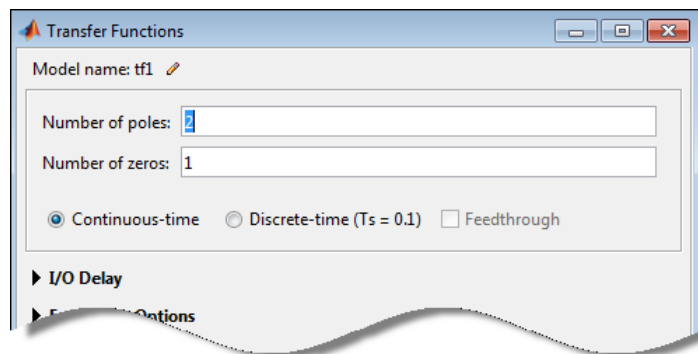 Transfer Functions
Model name: tf1
Number of poles: 2
Number of zeros: 1
Continuous-time Discrete-time (Ts = 0.1) Feedthrough
I/O Delay
Options